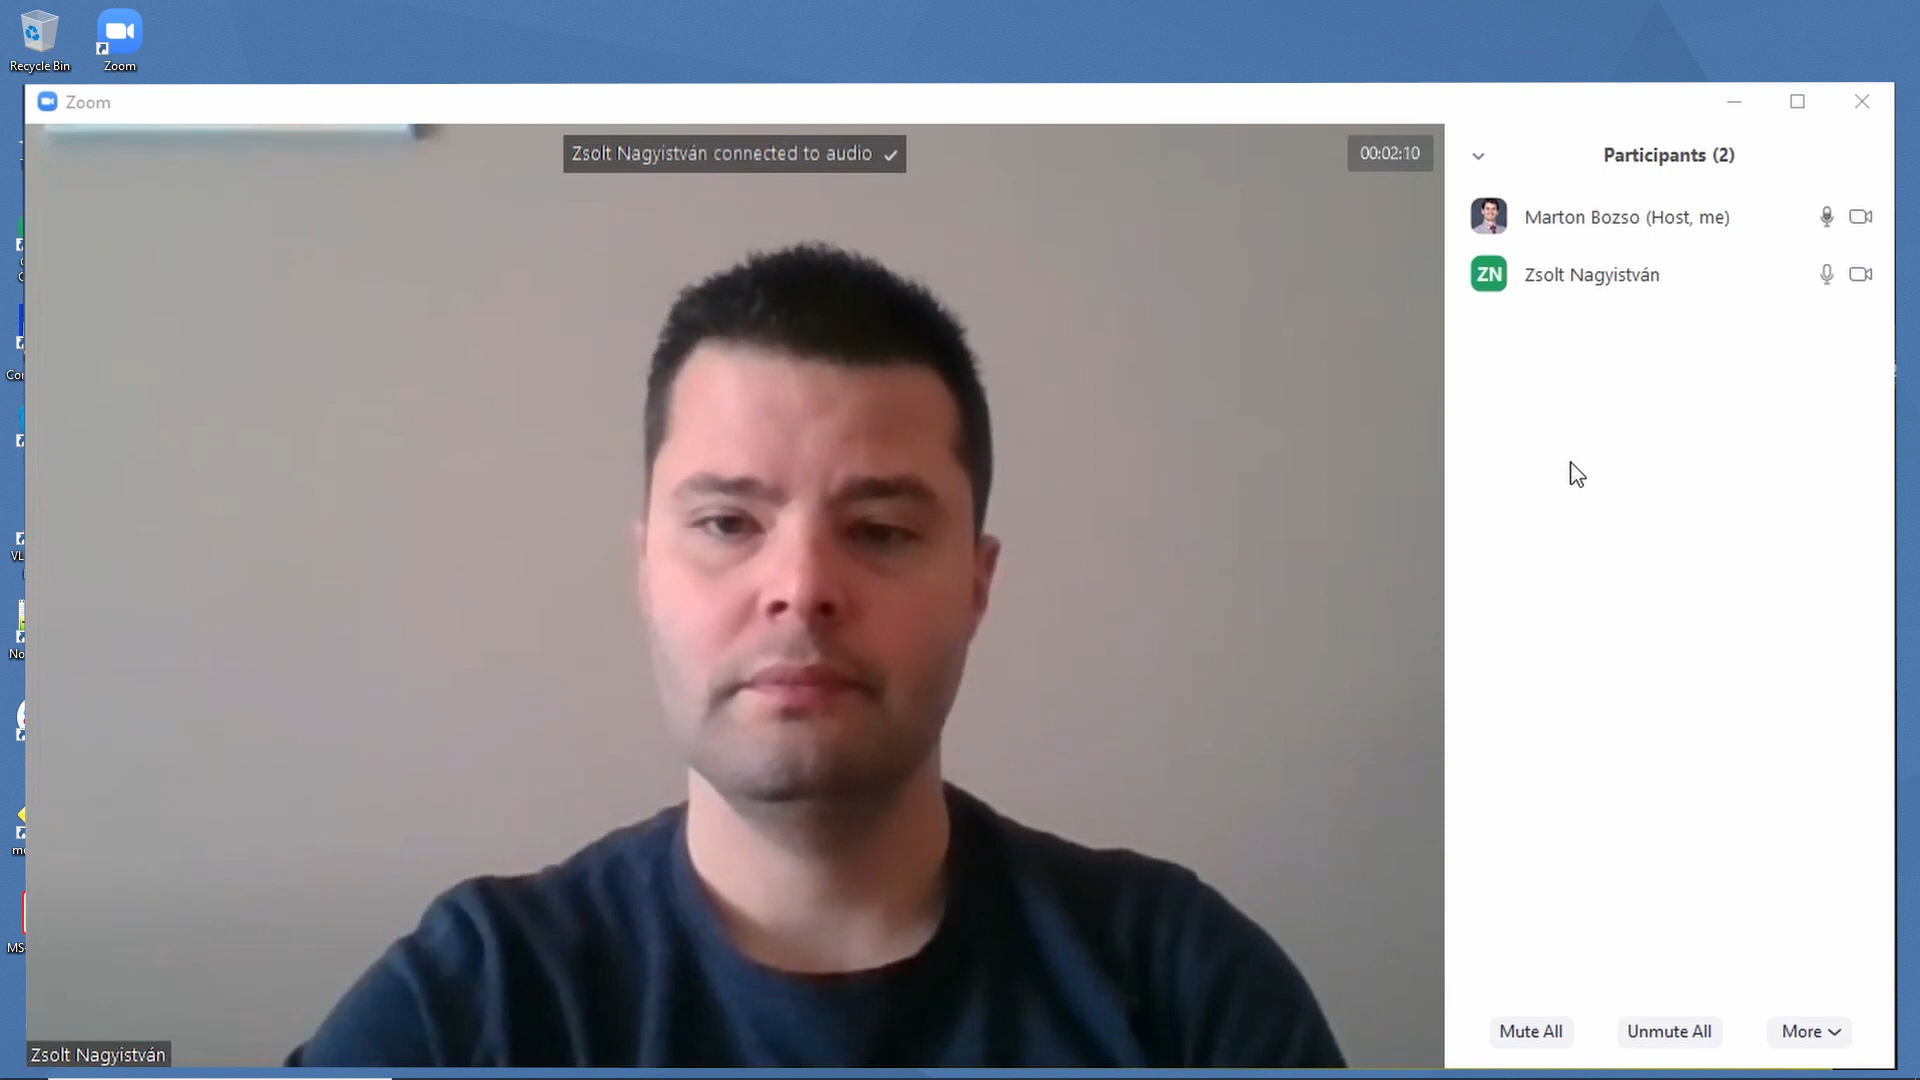 Recycle Bin
Zoom
Zoom
Zsolt Nagyistván connected to audio
00:02:10
Participants (2)
Marton Bozso (Host, me)
ZN
Zsolt Nagyistván
Mute All
Unmute All
More
Zsolt Nagyistván